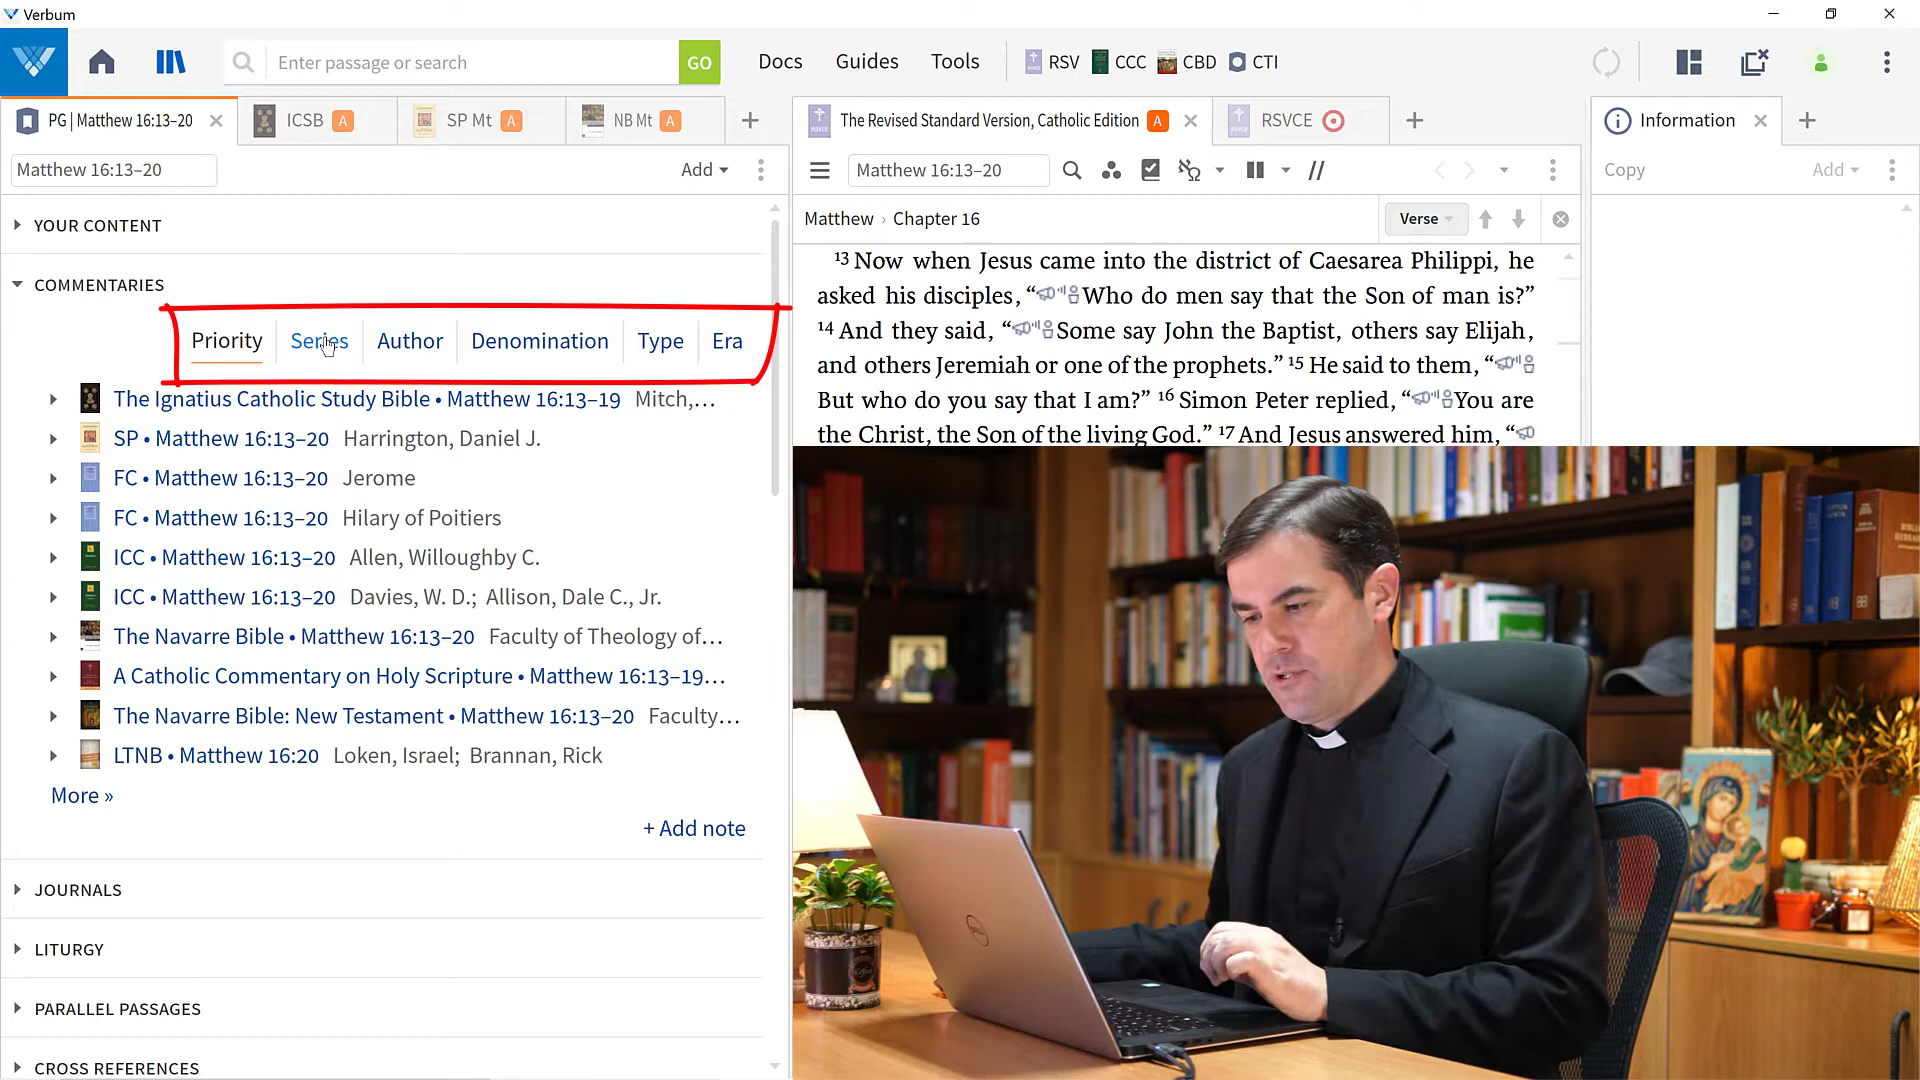 Verbum
Enter passage or search
GO
Docs
Guides
Tools
RSV
CCC
CBD
CTI
PG | Matthew 16:13–20
ICSB A
SP Mt A
NB Mt A
The Revised Standard Version, Catholic Edition A
RSVCE
Information
Matthew 16:13–20
Add
Matthew 16:13–20
Copy
Add
YOUR CONTENT
Matthew › Chapter 16
Verse
COMMENTARIES
Priority
Series
Author
Denomination
Type
Era
The Ignatius Catholic Study Bible • Matthew 16:13–19 Mitch,…
SP • Matthew 16:13–20 Harrington, Daniel J.
FC • Matthew 16:13–20 Jerome
FC • Matthew 16:13–20 Hilary of Poitiers
ICC • Matthew 16:13–20 Allen, Willoughby C.
ICC • Matthew 16:13–20 Davies, W. D.; Allison, Dale C., Jr.
The Navarre Bible • Matthew 16:13–20 Faculty of Theology of…
A Catholic Commentary on Holy Scripture • Matthew 16:13–19…
The Navarre Bible: New Testament • Matthew 16:13–20 Faculty…
LTNB • Matthew 16:20 Loken, Israel; Brannan, Rick
More »
+ Add note
JOURNALS
LITURGY
PARALLEL PASSAGES
CROSS REFERENCES
13 Now when Jesus came into the district of Caesarea Philippi, he
asked his disciples, “Who do men say that the Son of man is?”
14 And they said, “Some say John the Baptist, others say Elijah,
and others Jeremiah or one of the prophets.” 15 He said to them, “
But who do you say that I am?” 16 Simon Peter replied, “You are
the Christ, the Son of the living God.” 17 And Jesus answered him, “
DELL